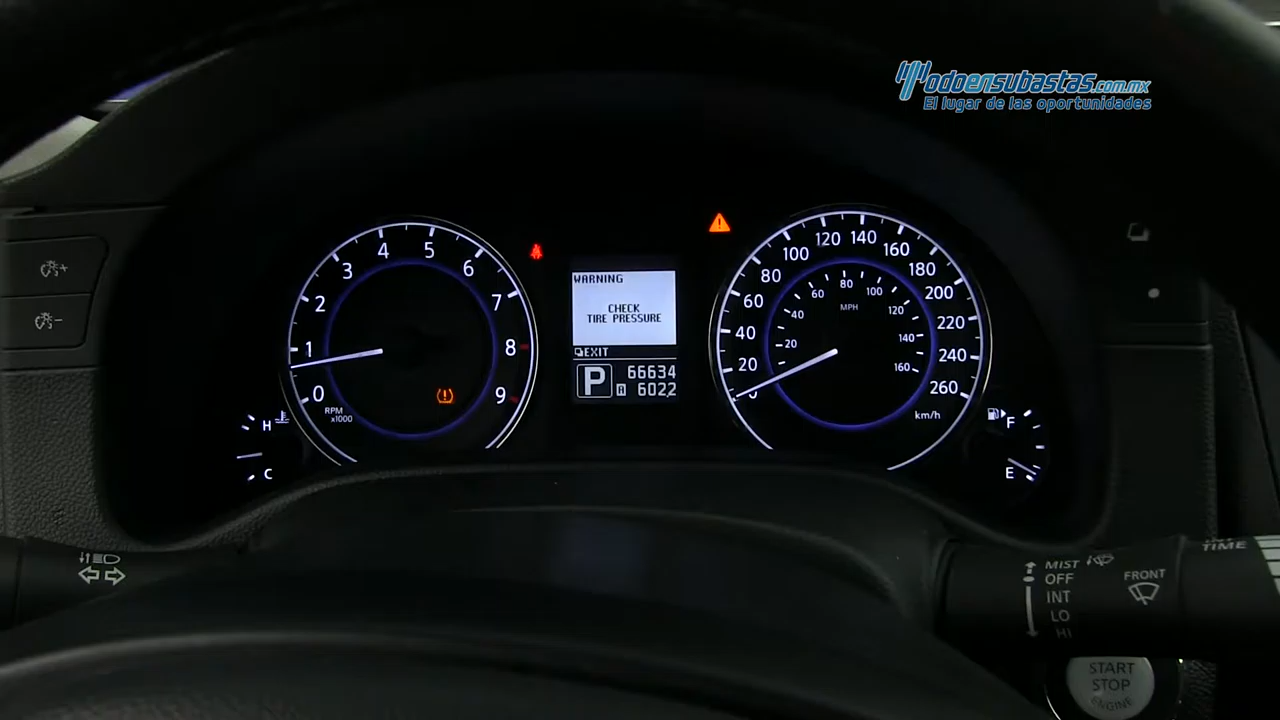 Todoensubastas.com.mx
El lugar de las oportunidades
0 1 2 3 4 5 6 7 8 9
RPM
x1000
H
C
WARNING
CHECK
TIRE PRESSURE
EXIT
P
66634
A 6022
0 20 40 60 80 100 120 140 160 180 200 220 240 260
km/h
20 40 60 80 100 120 140 160
MPH
F
E
MIST
OFF
INT
LO
HI
FRONT
TIME
START
STOP
ENGINE